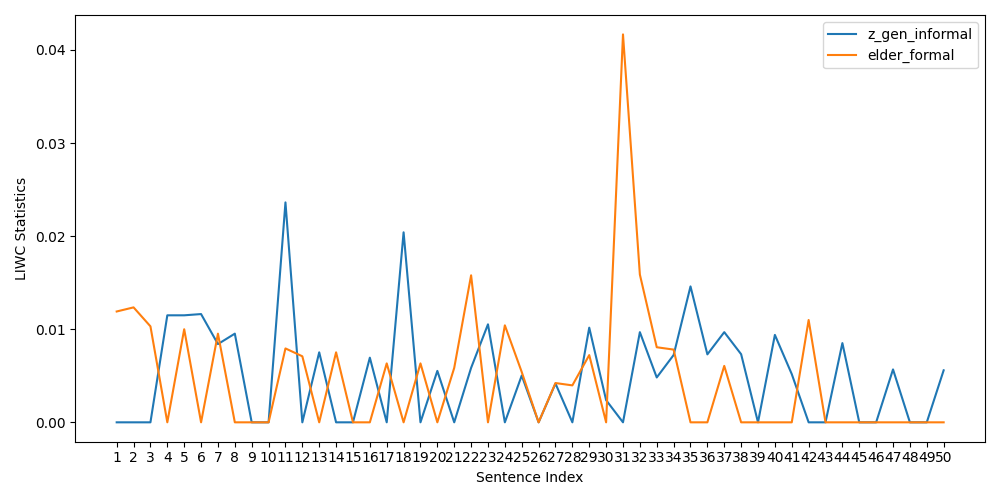 z_gen_informal
elder_formal
0.04
0.03
0.02
0.01
0.00
LIWC Statistics
1 2 3 4 5 6 7 8 9 10 11 12 13 14 15 16 17 18 19 20 21 22 23 24 25 26 27 28 29 30 31 32 33 34 35 36 37 38 39 40 41 42 43 44 45 46 47 48 49 50
Sentence Index